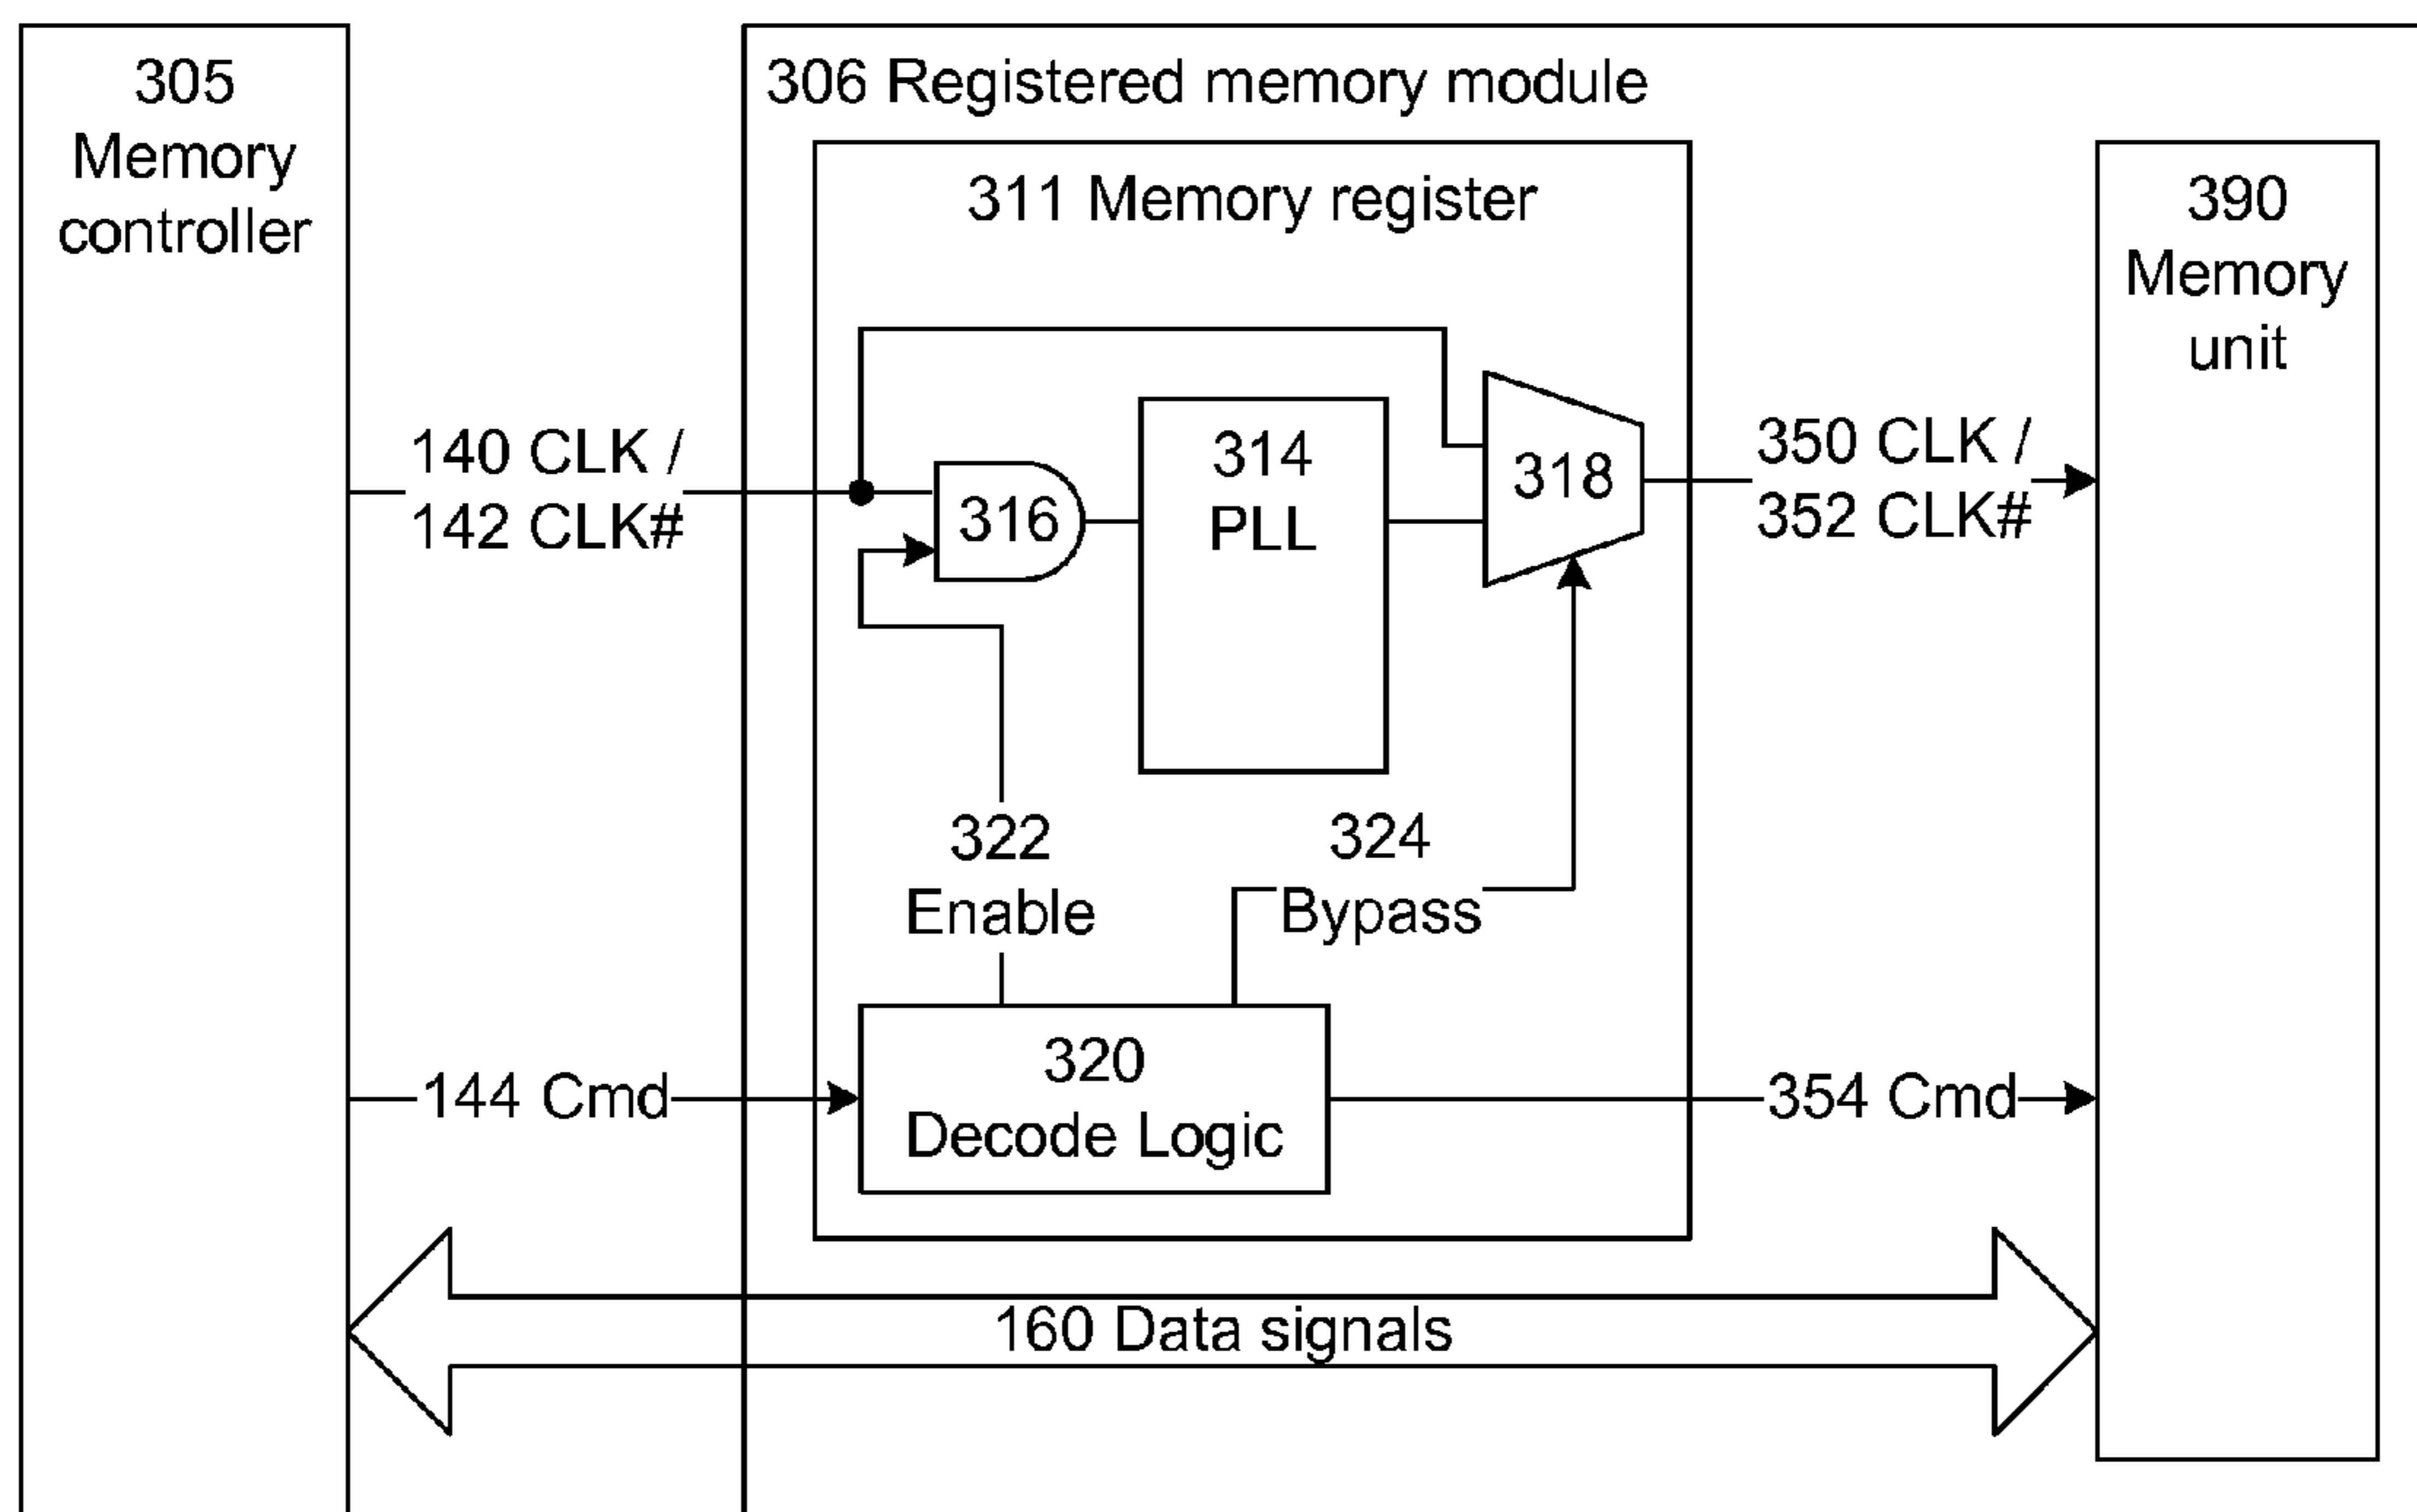 305
Memory
controller
306 Registered memory module
311 Memory register
390
Memory
unit
140 CLK /
142 CLK#
316
314
PLL
318
350 CLK /
352 CLK#
322
Enable
324
Bypass
144 Cmd
320
Decode Logic
354 Cmd
160 Data signals